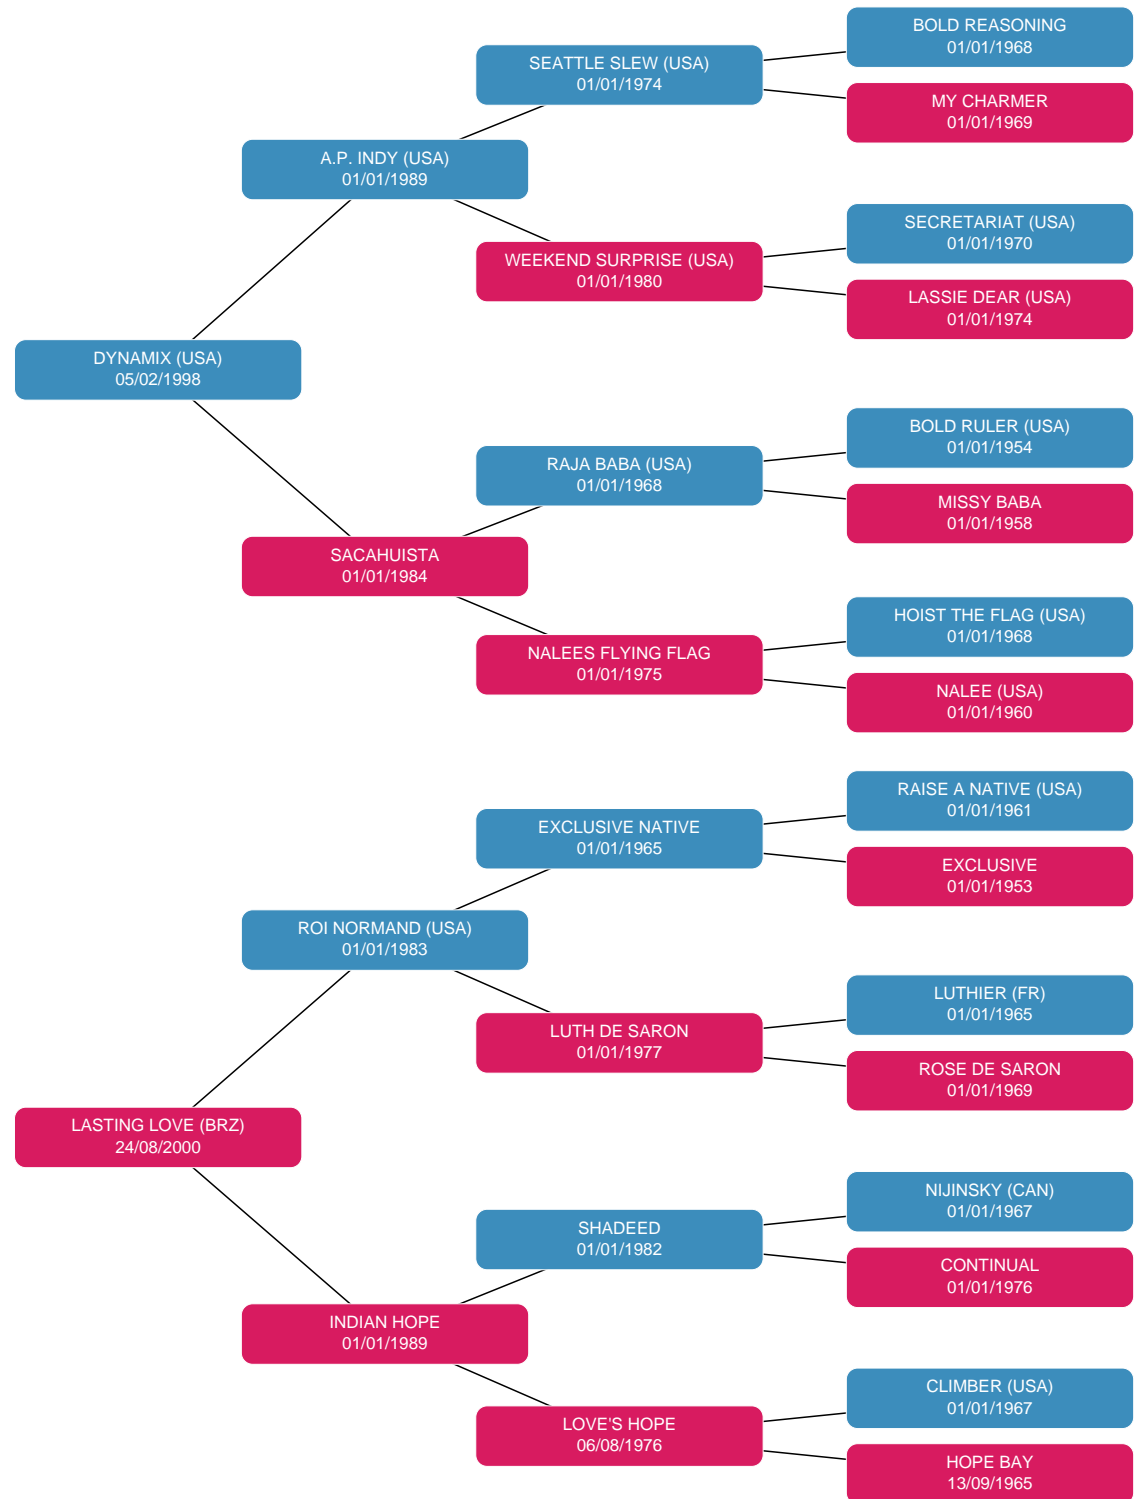 BOLD REASONING
01/01/1968
SEATTLE SLEW (USA)
01/01/1974
MY CHARMER
01/01/1969
A.P. INDY (USA)
01/01/1989
SECRETARIAT (USA)
01/01/1970
WEEKEND SURPRISE (USA)
01/01/1980
LASSIE DEAR (USA)
01/01/1974
DYNAMIX (USA)
05/02/1998
BOLD RULER (USA)
01/01/1954
RAJA BABA (USA)
01/01/1968
MISSY BABA
01/01/1958
SACAHUISTA
01/01/1984
HOIST THE FLAG (USA)
01/01/1968
NALEES FLYING FLAG
01/01/1975
NALEE (USA)
01/01/1960
RAISE A NATIVE (USA)
01/01/1961
EXCLUSIVE NATIVE
01/01/1965
EXCLUSIVE
01/01/1953
ROI NORMAND (USA)
01/01/1983
LUTHIER (FR)
01/01/1965
LUTH DE SARON
01/01/1977
ROSE DE SARON
01/01/1969
LASTING LOVE (BRZ)
24/08/2000
NIJINSKY (CAN)
01/01/1967
SHADEED
01/01/1982
CONTINUAL
01/01/1976
INDIAN HOPE
01/01/1989
CLIMBER (USA)
01/01/1967
LOVE'S HOPE
06/08/1976
HOPE BAY
13/09/1965